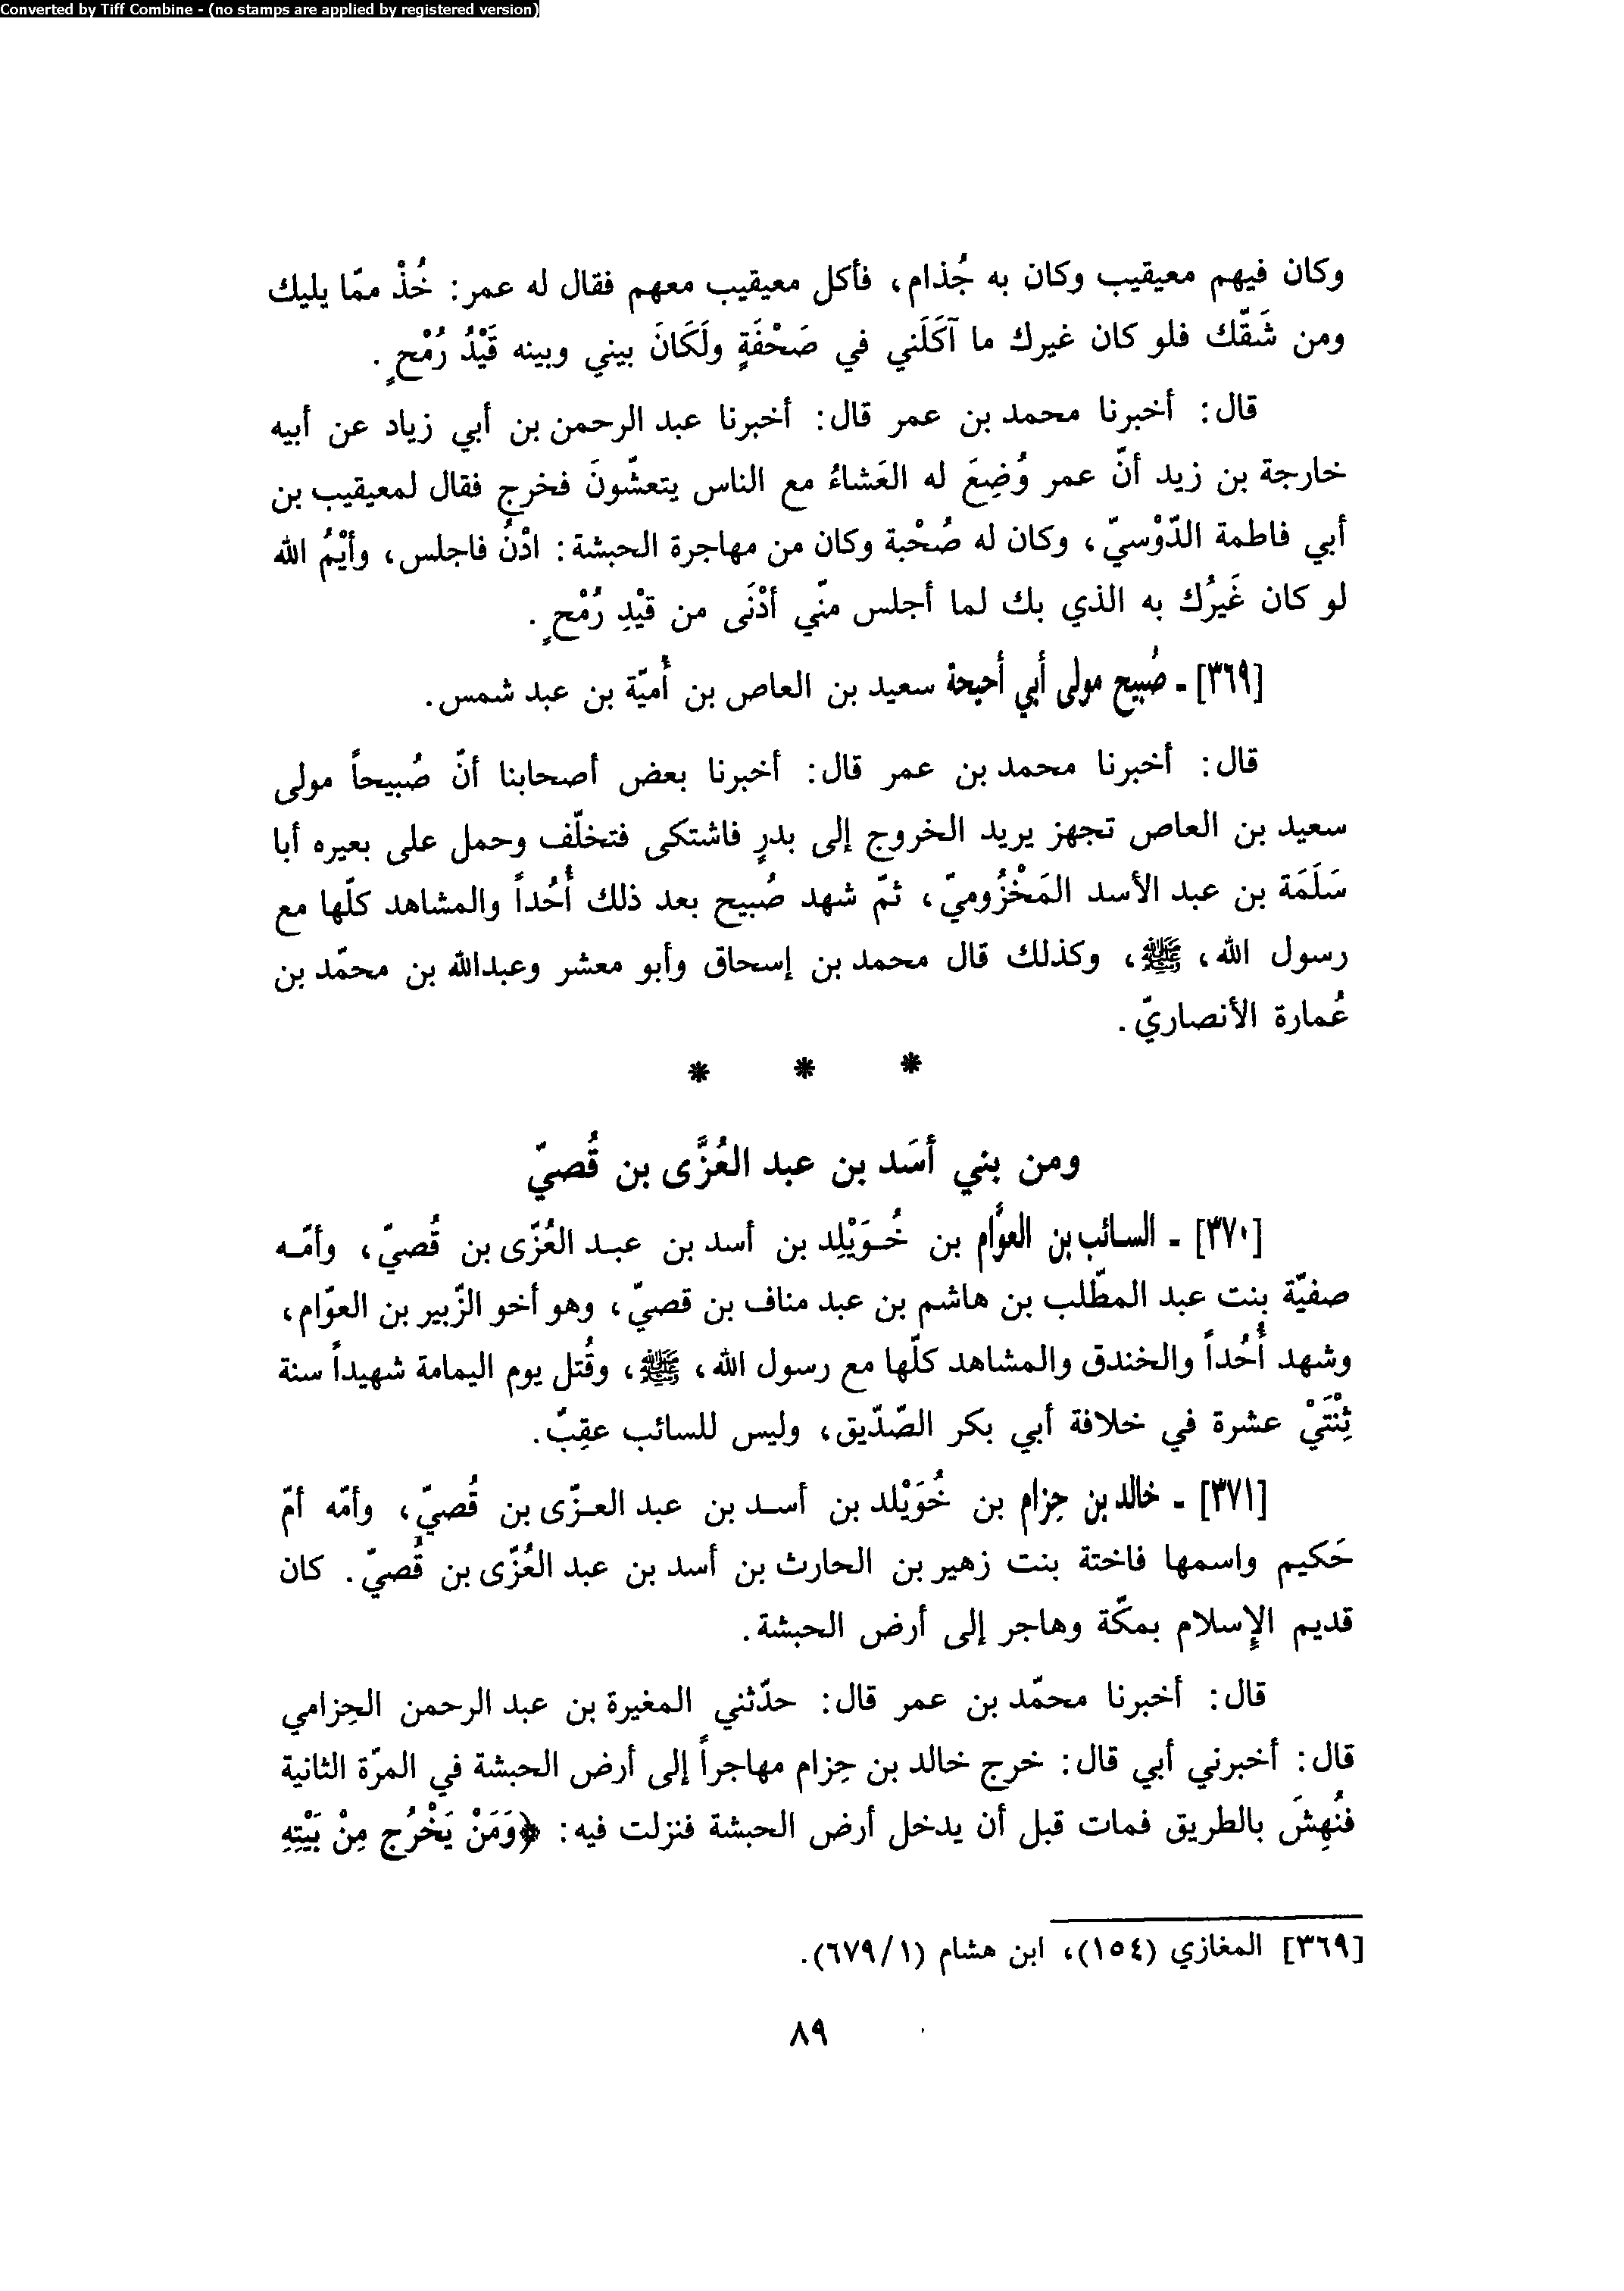 Converted by Tiff Combine - (no stamps are applied by registered version)
وكان فيهم معيقيب وكان به جُذام، فأكل معيقيب معهم فقال له عمر: خُذْ ممّا يليك
ومن شَقّك فلو كان غيرك ما آكَلَني في صَحْفَةٍ ولَكَانَ بيني وبينه قَيْدُ رُمْحٍ.
قال: أخبرنا محمد بن عمر قال: أخبرنا عبد الرحمن بن أبي زياد عن أبيه
خارجة بن زيد أنّ عمر وُضِعَ له العَشاءُ مع الناس يتعشّونَ فخرج فقال لمعيقيب بن
أبي فاطمة الدّوْسيّ، وكان له صُحْبة وكان من مهاجرة الحبشة: ادْنُ فاجلس، وأيْمُ الله
لو كان غَيرُك به الذي بك لما أجلس منّي أدْنَى من قيْدِ رُمْحٍ.
[٣٦٩] ـ صُبيح مولى أبي أحيحة سعيد بن العاص بن أُميّة بن عبد شمس.
قال: أخبرنا محمد بن عمر قال: أخبرنا بعض أصحابنا أنّ صُبيحاً مولى
سعيد بن العاص تجهز يريد الخروج إلى بدرٍ فاشتكى فتخلّف وحمل على بعيره أبا
سَلَمَة بن عبد الأسد المَخْزُوميّ، ثمّ شهد صُبيح بعد ذلك أُحُداً والمشاهد كلّها مع
رسول الله، ﷺ، وكذلك قال محمد بن إسحاق وأبو معشر وعبدالله بن محمّد بن
عُمارة الأنصاريّ.
* * *
ومن بني أسَد بن عبد العُزَّى بن قُصيّ
[٣٧٠] ـ السائب بن العوَّام بن خُوَيْلِد بن أسد بن عبد العُزّى بن قُصيّ، وأمّه
صفيّة بنت عبد المطّلب بن هاشم بن عبد مناف بن قصيّ، وهو أخو الزّبير بن العوّام،
وشهد أُحُداً والخندق والمشاهد كلّها مع رسول الله، ﷺ، وقُتل يوم اليمامة شهيداً سنة
ثِنْتَيْ عشرة في خلافة أبي بكر الصّدّيق، وليس للسائب عقِبٌ.
[٣٧١] ـ خالد بن حِزام بن خُوَيْلد بن أسد بن عبد العزّى بن قُصيّ، وأمّه أمّ
حَكيم واسمها فاختة بنت زهير بن الحارث بن أسد بن عبد العُزّى بن قُصيّ. كان
قديم الإِسلام بمكّة وهاجر إلى أرض الحبشة.
قال: أخبرنا محمّد بن عمر قال: حدّثني المغيرة بن عبد الرحمن الحِزامي
قال: أخبرني أبي قال: خرج خالد بن حِزام مهاجراً إلى أرض الحبشة في المرّة الثانية
فنُهِشَ بالطريق فمات قبل أن يدخل أرض الحبشة فنزلت فيه: ﴿وَمَنْ يَخْرُج مِنْ بَيْتِهِ
[٣٦٩] المغازي (١٥٤)، ابن هشام (٦٧٩/١).
٨٩